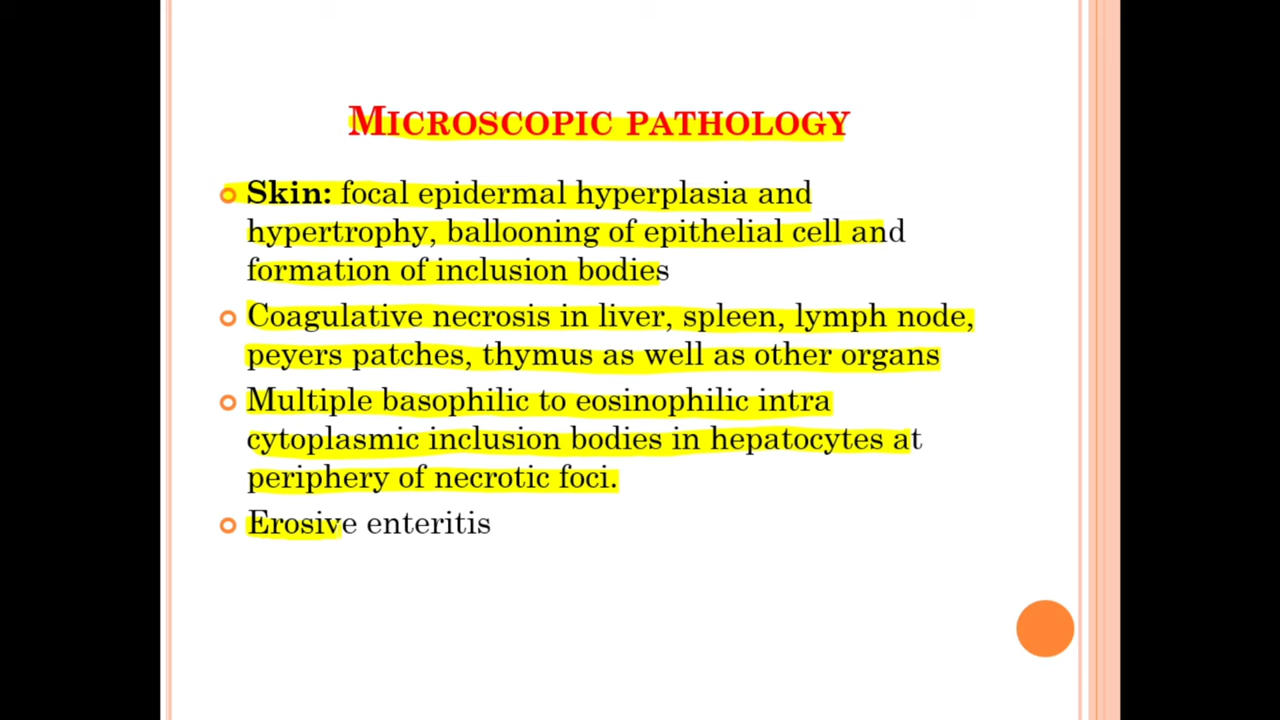 MICROSCOPIC PATHOLOGY
Skin: focal epidermal hyperplasia and
hypertrophy, ballooning of epithelial cell and
formation of inclusion bodies
Coagulative necrosis in liver, spleen, lymph node,
peyers patches, thymus as well as other organs
Multiple basophilic to eosinophilic intra
cytoplasmic inclusion bodies in hepatocytes at
periphery of necrotic foci.
Erosive enteritis